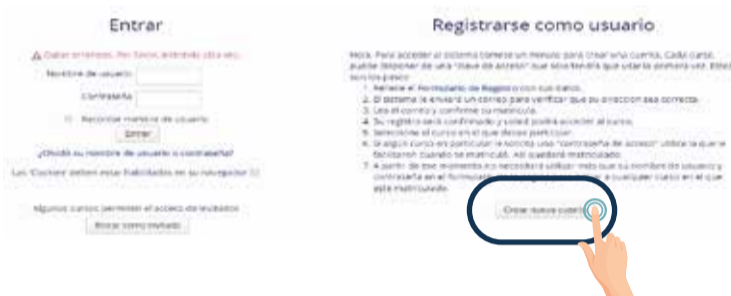 Entrar
Datos erróneos. Por favor, inténtelo otra vez.
Nombre de usuario
Contraseña
Recordar nombre de usuario
Entrar
¿Olvidó su nombre de usuario o contraseña?
Las 'Cookies' deben estar habilitadas en su navegador
Algunos cursos permiten el acceso de invitados
Entrar como invitado
Registrarse como usuario
Hola. Para acceder al sistema tómese un minuto para crear una cuenta. Cada curso
puede disponer de una "clave de acceso" que sólo tendrá que usar la primera vez. Estos
son los pasos:
1. Rellene el Formulario de Registro con sus datos.
2. El sistema le enviará un correo para verificar que su dirección sea correcta.
3. Lea el correo y confirme su matrícula.
4. Su registro será confirmado y usted podrá acceder al curso.
5. Seleccione el curso en el que desea participar.
6. Si algún curso en particular le solicita una "contraseña de acceso" utilice la que le
facilitaron cuando se matriculó. Así quedará matriculado.
7. A partir de ese momento no necesitará utilizar más que su nombre de usuario y
contraseña en el formulario a cualquier curso en el que
esté matriculado.
Crear nueva cuenta